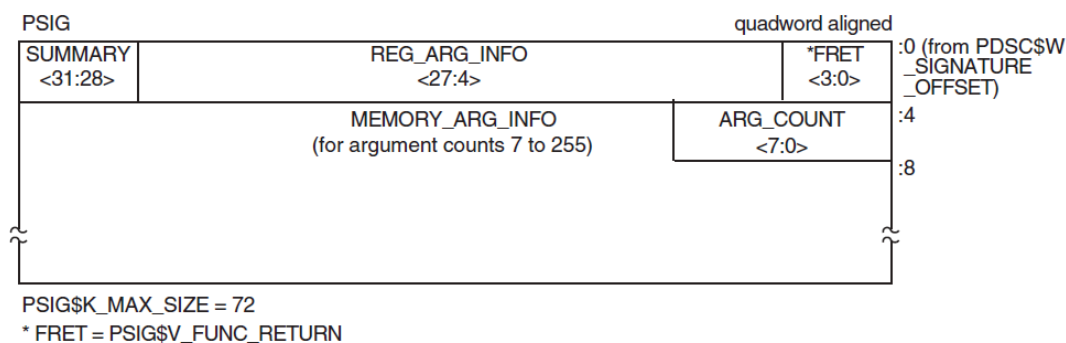 PSIG quadword aligned
SUMMARY REG_ARG_INFO *FRET :0 (from PDSC$W
<31:28> <27:4> <3:0> _SIGNATURE
_OFFSET)
MEMORY_ARG_INFO ARG_COUNT :4
(for argument counts 7 to 255) <7:0>
:8
PSIG$K_MAX_SIZE = 72
* FRET = PSIG$V_FUNC_RETURN